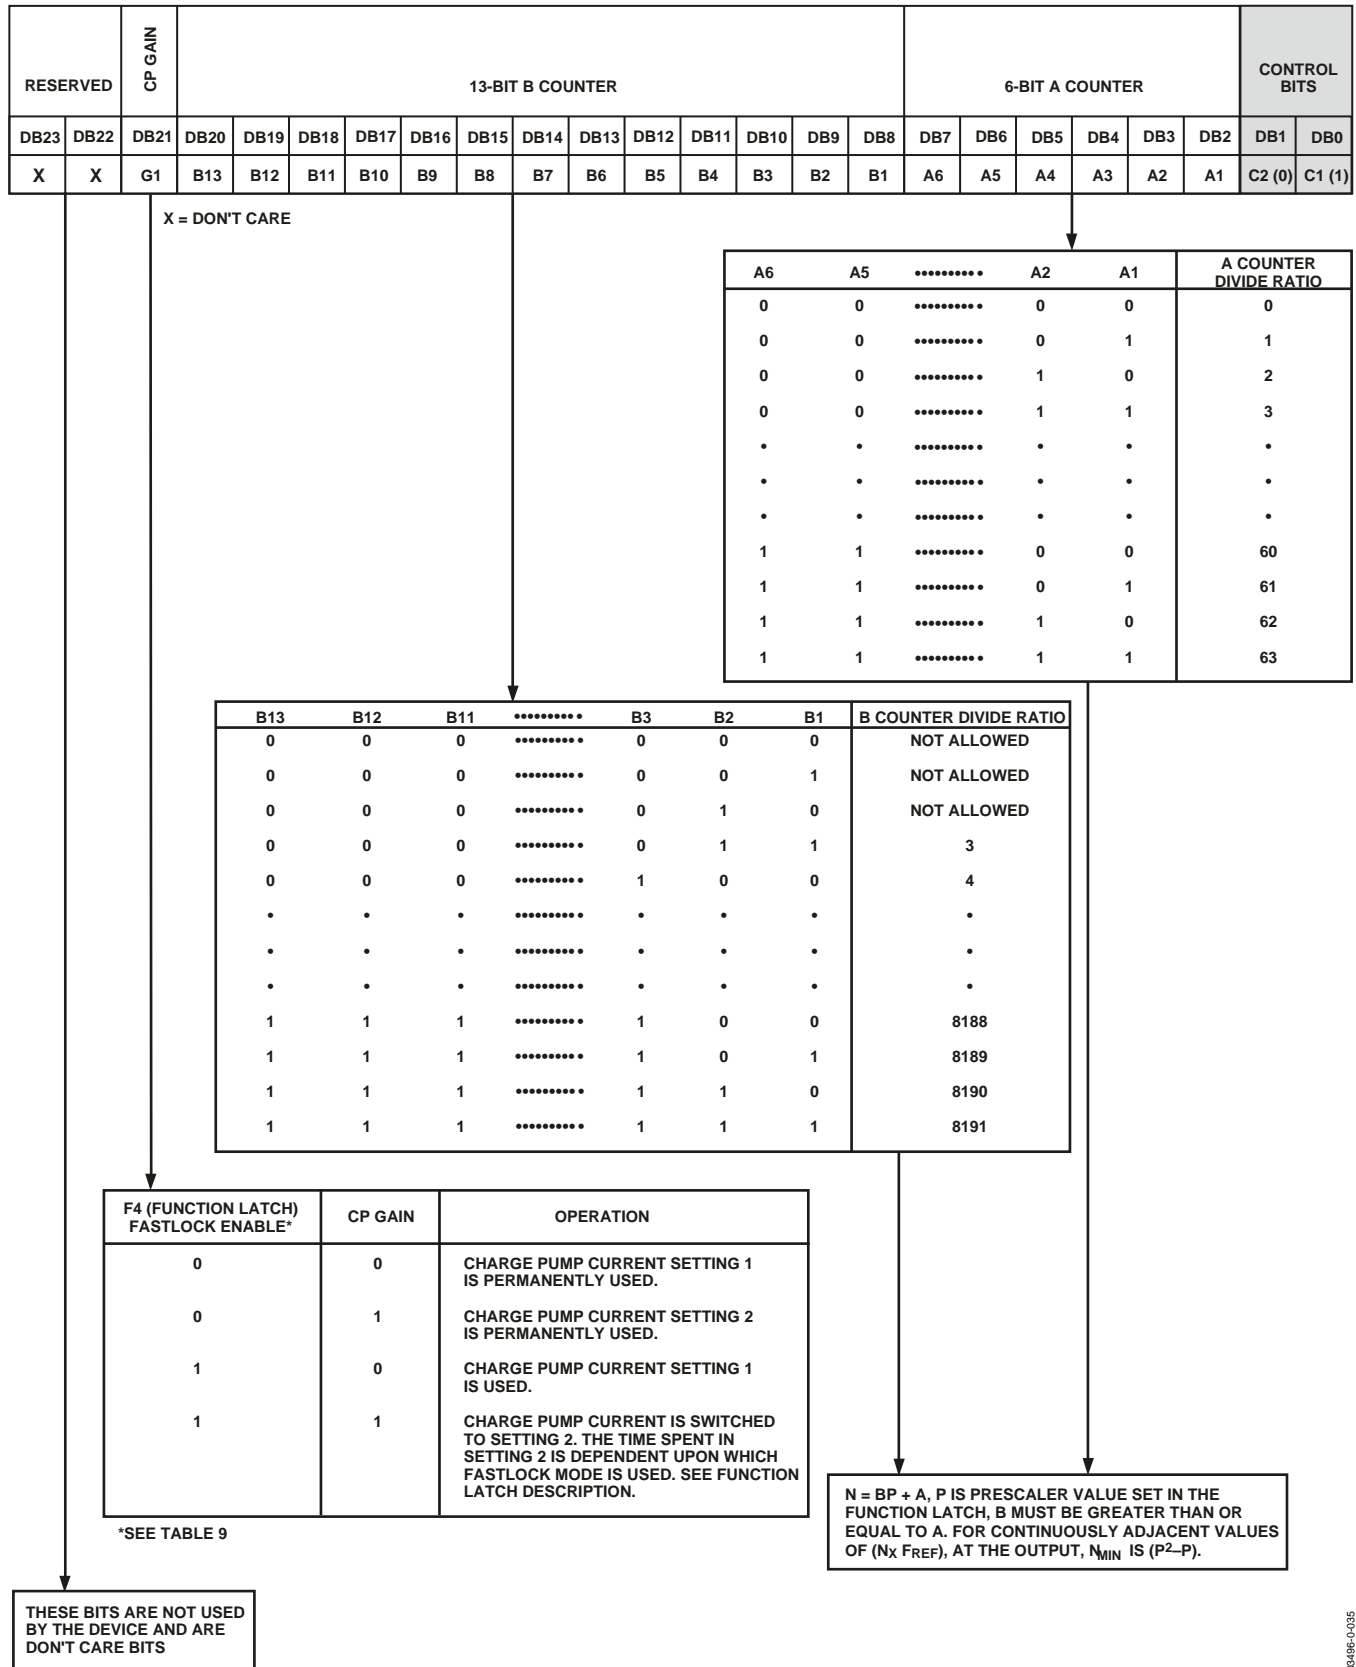 RESERVED CP GAIN 13-BIT B COUNTER 6-BIT A COUNTER CONTROL
BITS
DB23 DB22 DB21 DB20 DB19 DB18 DB17 DB16 DB15 DB14 DB13 DB12 DB11 DB10 DB9 DB8 DB7 DB6 DB5 DB4 DB3 DB2 DB1 DB0
X X G1 B13 B12 B11 B10 B9 B8 B7 B6 B5 B4 B3 B2 B1 A6 A5 A4 A3 A2 A1 C2 (0) C1 (1)
X = DON'T CARE
A6 A5 •••••••••• A2 A1 A COUNTER
DIVIDE RATIO
0 0 •••••••••• 0 0 0
0 0 •••••••••• 0 1 1
0 0 •••••••••• 1 0 2
0 0 •••••••••• 1 1 3
• • •••••••••• • • •
• • •••••••••• • • •
• • •••••••••• • • •
1 1 •••••••••• 0 0 60
1 1 •••••••••• 0 1 61
1 1 •••••••••• 1 0 62
1 1 •••••••••• 1 1 63
B13 B12 B11 •••••••••• B3 B2 B1 B COUNTER DIVIDE RATIO
0 0 0 •••••••••• 0 0 0 NOT ALLOWED
0 0 0 •••••••••• 0 0 1 NOT ALLOWED
0 0 0 •••••••••• 0 1 0 NOT ALLOWED
0 0 0 •••••••••• 0 1 1 3
0 0 0 •••••••••• 1 0 0 4
• • • •••••••••• • • • •
• • • •••••••••• • • • •
• • • •••••••••• • • • •
1 1 1 •••••••••• 1 0 0 8188
1 1 1 •••••••••• 1 0 1 8189
1 1 1 •••••••••• 1 1 0 8190
1 1 1 •••••••••• 1 1 1 8191
F4 (FUNCTION LATCH)
FASTLOCK ENABLE* CP GAIN OPERATION
0 0 CHARGE PUMP CURRENT SETTING 1
IS PERMANENTLY USED.
0 1 CHARGE PUMP CURRENT SETTING 2
IS PERMANENTLY USED.
1 0 CHARGE PUMP CURRENT SETTING 1
IS USED.
1 1 CHARGE PUMP CURRENT IS SWITCHED
TO SETTING 2. THE TIME SPENT IN
SETTING 2 IS DEPENDENT UPON WHICH
FASTLOCK MODE IS USED. SEE FUNCTION
LATCH DESCRIPTION.
*SEE TABLE 9
N = BP + A, P IS PRESCALER VALUE SET IN THE
FUNCTION LATCH, B MUST BE GREATER THAN OR
EQUAL TO A. FOR CONTINUOUSLY ADJACENT VALUES
OF (NX FREF), AT THE OUTPUT, NMIN IS (P2–P).
THESE BITS ARE NOT USED
BY THE DEVICE AND ARE
DON'T CARE BITS